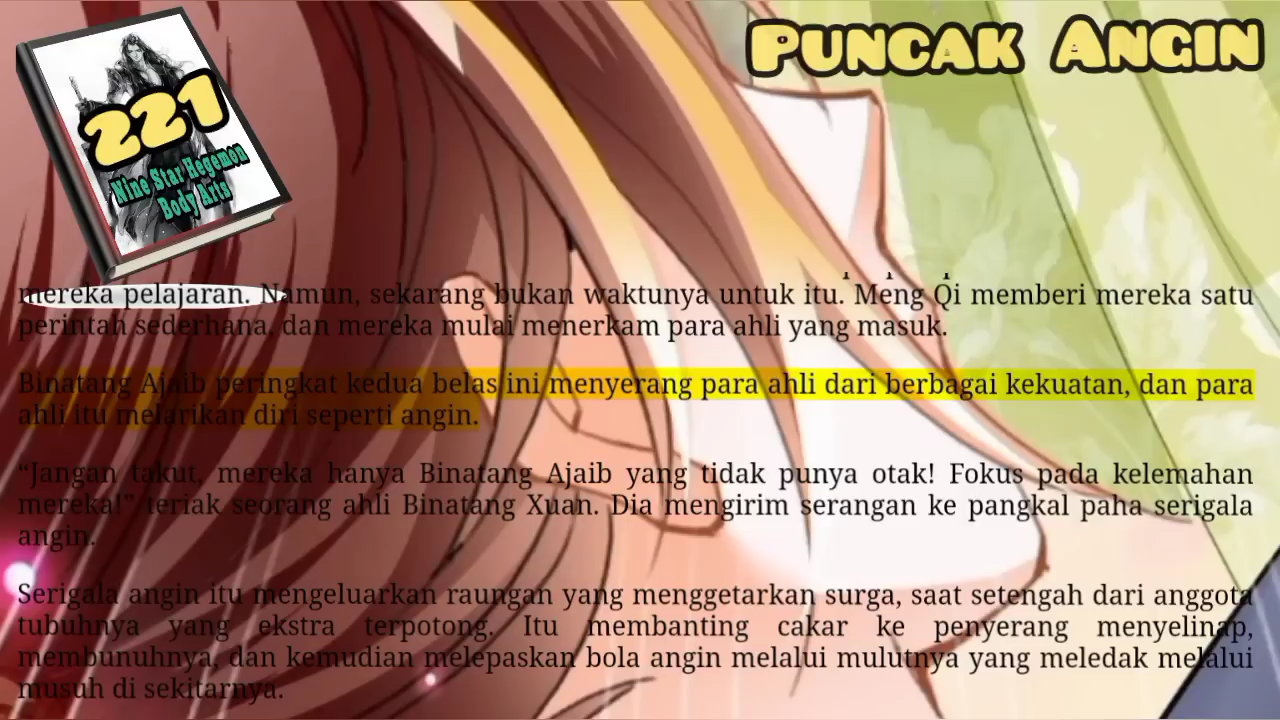 PUNCAK ANGIN
221
Nine Star Hegemon
Body Arts
mereka pelajaran. Namun, sekarang bukan waktunya untuk itu. Meng Qi memberi mereka satu
perintah sederhana, dan mereka mulai menerkam para ahli yang masuk.
Binatang Ajaib peringkat kedua belas ini menyerang para ahli dari berbagai kekuatan, dan para
ahli itu melarikan diri seperti angin.
“Jangan takut, mereka hanya Binatang Ajaib yang tidak punya otak! Fokus pada kelemahan
mereka!” teriak seorang ahli Binatang Xuan. Dia mengirim serangan ke pangkal paha serigala
angin.
Serigala angin itu mengeluarkan raungan yang menggetarkan surga, saat setengah dari anggota
tubuhnya yang ekstra terpotong. Itu membanting cakar ke penyerang menyelinap,
membunuhnya, dan kemudian melepaskan bola angin melalui mulutnya yang meledak melalui
musuh di sekitarnya.